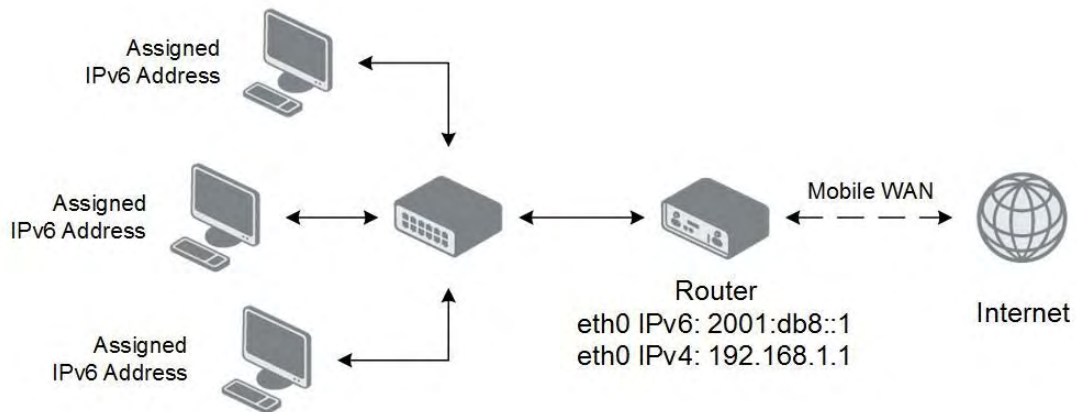 Assigned
IPv6 Address
Assigned
IPv6 Address
Assigned
IPv6 Address
Mobile WAN
Router
eth0 IPv6: 2001:db8::1
eth0 IPv4: 192.168.1.1
Internet